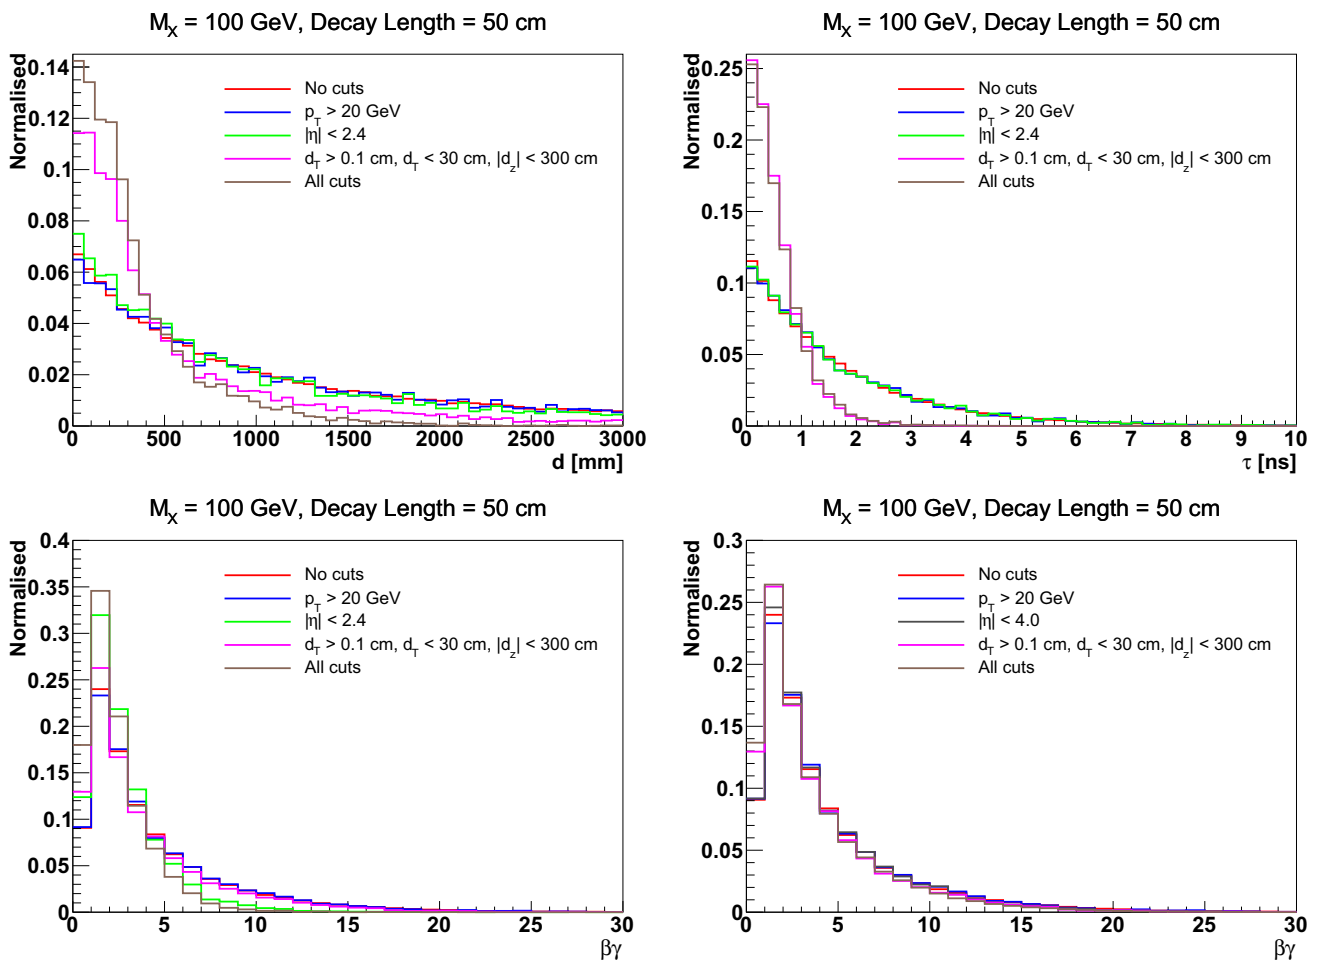 M_X = 100 GeV, Decay Length = 50 cm
Normalised
0.14
0.12
0.1
0.08
0.06
0.04
0.02
0
No cuts
p_T > 20 GeV
|η| < 2.4
d_T > 0.1 cm, d_T < 30 cm, |d_z| < 300 cm
All cuts
0 500 1000 1500 2000 2500 3000
d [mm]
M_X = 100 GeV, Decay Length = 50 cm
Normalised
0.25
0.2
0.15
0.1
0.05
0
No cuts
p_T > 20 GeV
|η| < 2.4
d_T > 0.1 cm, d_T < 30 cm, |d_z| < 300 cm
All cuts
0 1 2 3 4 5 6 7 8 9 10
τ [ns]
M_X = 100 GeV, Decay Length = 50 cm
Normalised
0.4
0.35
0.3
0.25
0.2
0.15
0.1
0.05
0
No cuts
p_T > 20 GeV
|η| < 2.4
d_T > 0.1 cm, d_T < 30 cm, |d_z| < 300 cm
All cuts
0 5 10 15 20 25 30
βγ
M_X = 100 GeV, Decay Length = 50 cm
Normalised
0.3
0.25
0.2
0.15
0.1
0.05
0
No cuts
p_T > 20 GeV
|η| < 4.0
d_T > 0.1 cm, d_T < 30 cm, |d_z| < 300 cm
All cuts
0 5 10 15 20 25 30
βγ